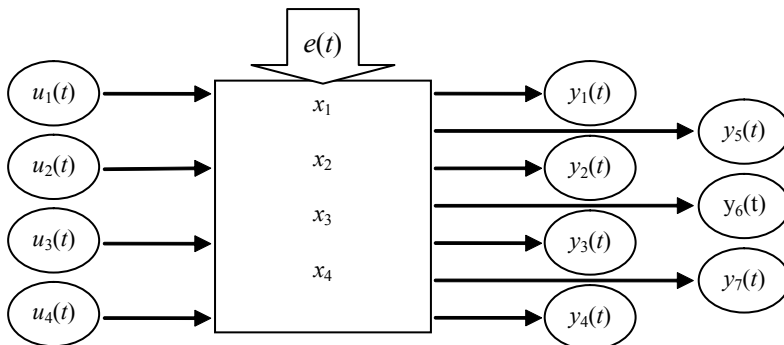 e(t)
u₁(t)
x₁
y₁(t)
y₅(t)
u₂(t)
x₂
y₂(t)
y₆(t)
u₃(t)
x₃
y₃(t)
x₄
y₇(t)
u₄(t)
y₄(t)